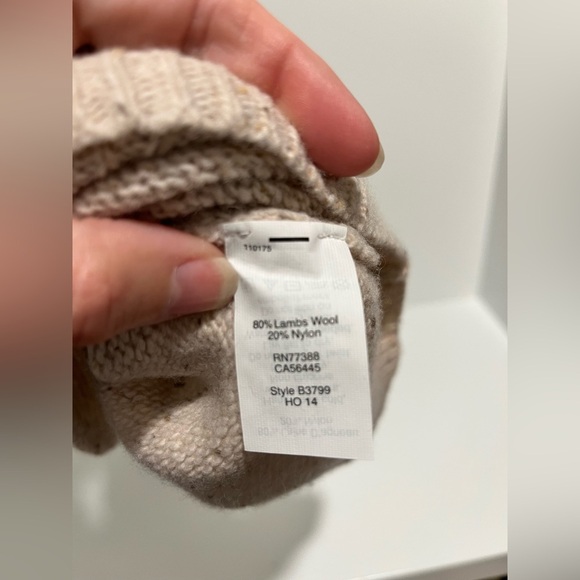 110175
80% Lambs Wool
20% Nylon
RN77388
CA56445
Style B3799
HO 14